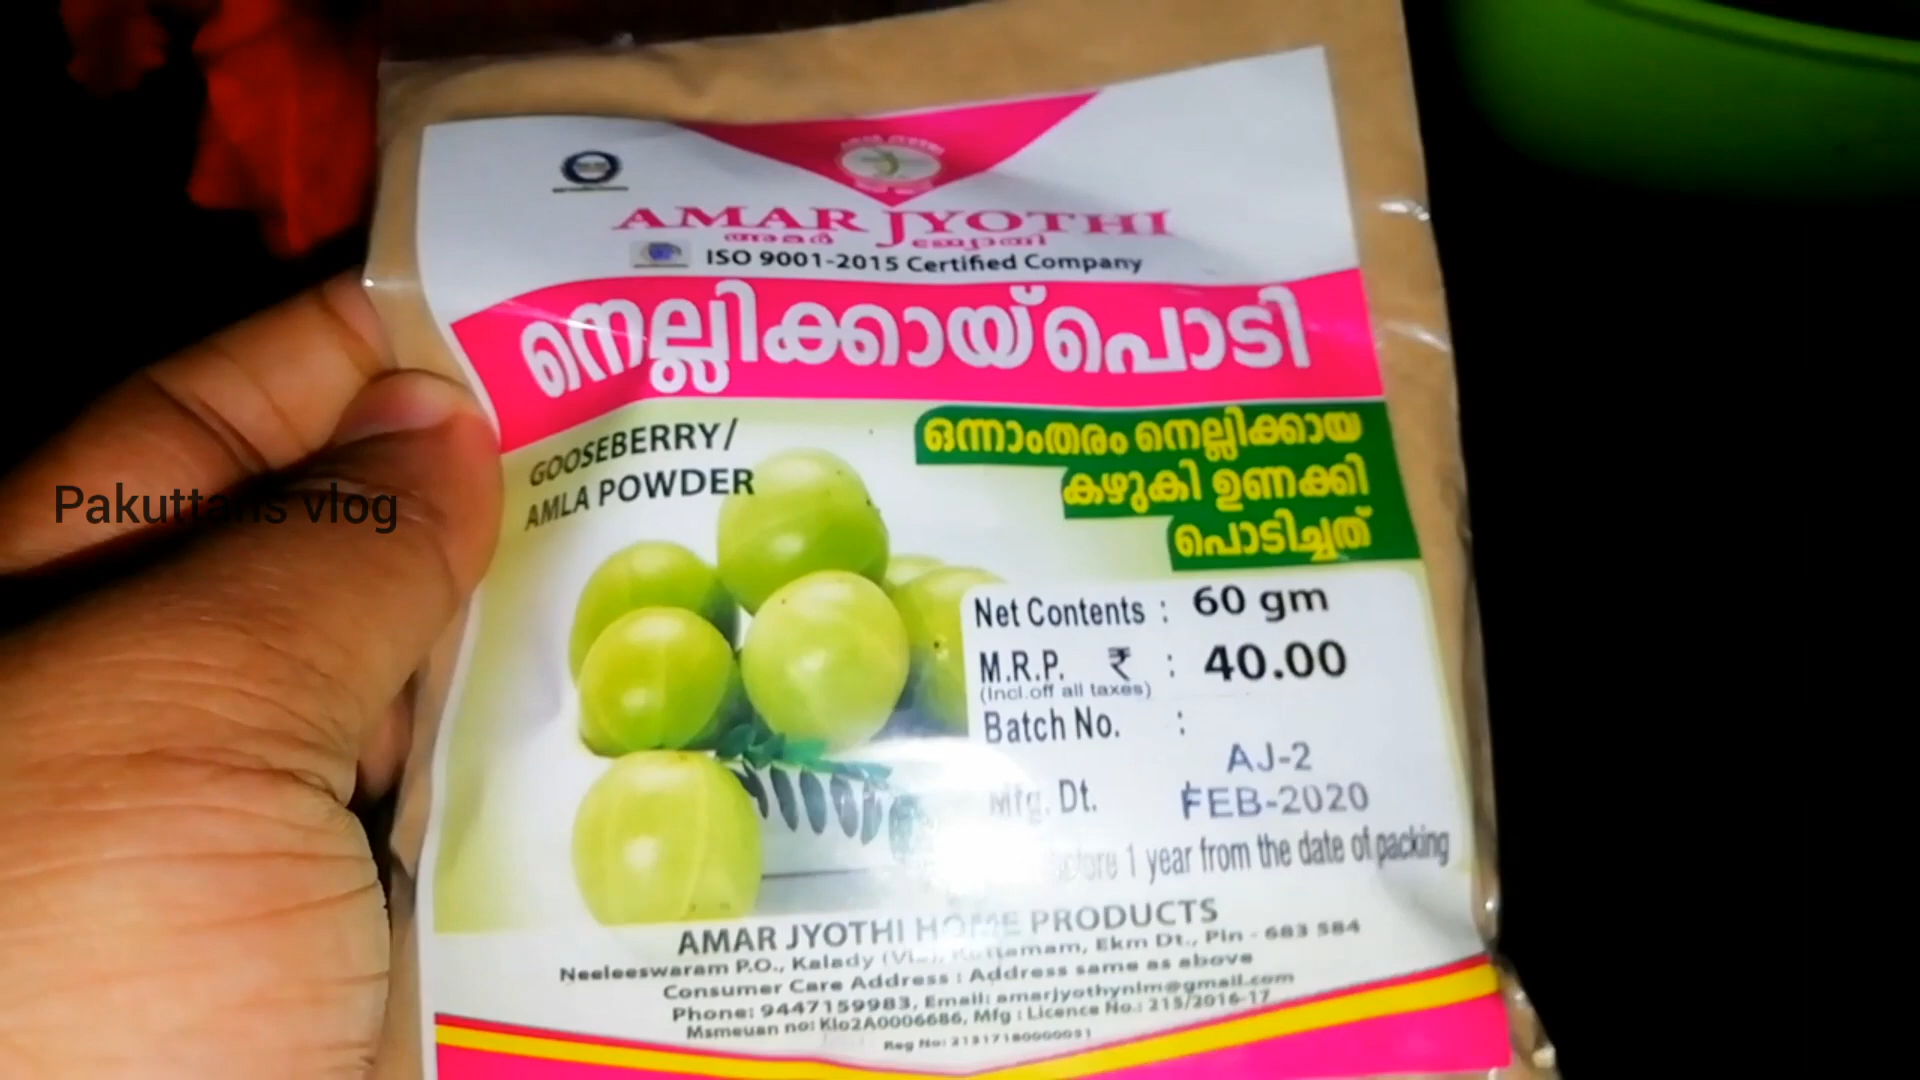 AMAR JYOTHI
അമർ ജ്യോതി
ISO 9001-2015 Certified Company
നെല്ലിക്കായ് പൊടി
GOOSEBERRY/
AMLA POWDER
ഒന്നാംതരം നെല്ലിക്കായ
കഴുകി ഉണക്കി
പൊടിച്ചത്
Pakuttans vlog
Net Contents : 60 gm
M.R.P. ₹ : 40.00
(Incl.off all taxes)
Batch No. :
AJ-2
Mfg. Dt. FEB-2020
1 year from the date of packing
AMAR JYOTHI HOME PRODUCTS
Neeleeswaram P.O., Kalady Ekm Dt., Pin - 683 584
Consumer Care Address : Address same as above
Phone: 9447159983, Email: amarjyothynlm@gmail.com
Msmeuan no: Klo2A0006686, Mfg : Licence No.: 215/2016-17
Reg No: